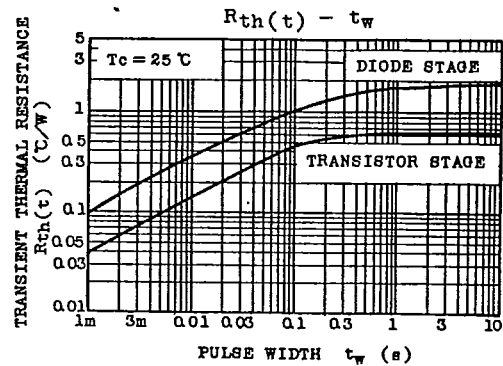 Rth(t) - tw
TRANSIENT THERMAL RESISTANCE
Rth(t) (℃/W)
5
3
1
0.5
0.3
0.1
0.05
0.03
0.01
Tc = 25℃
DIODE STAGE
TRANSISTOR STAGE
1m 3m 0.01 0.03 0.1 0.3 1 3 10
PULSE WIDTH tw (s)